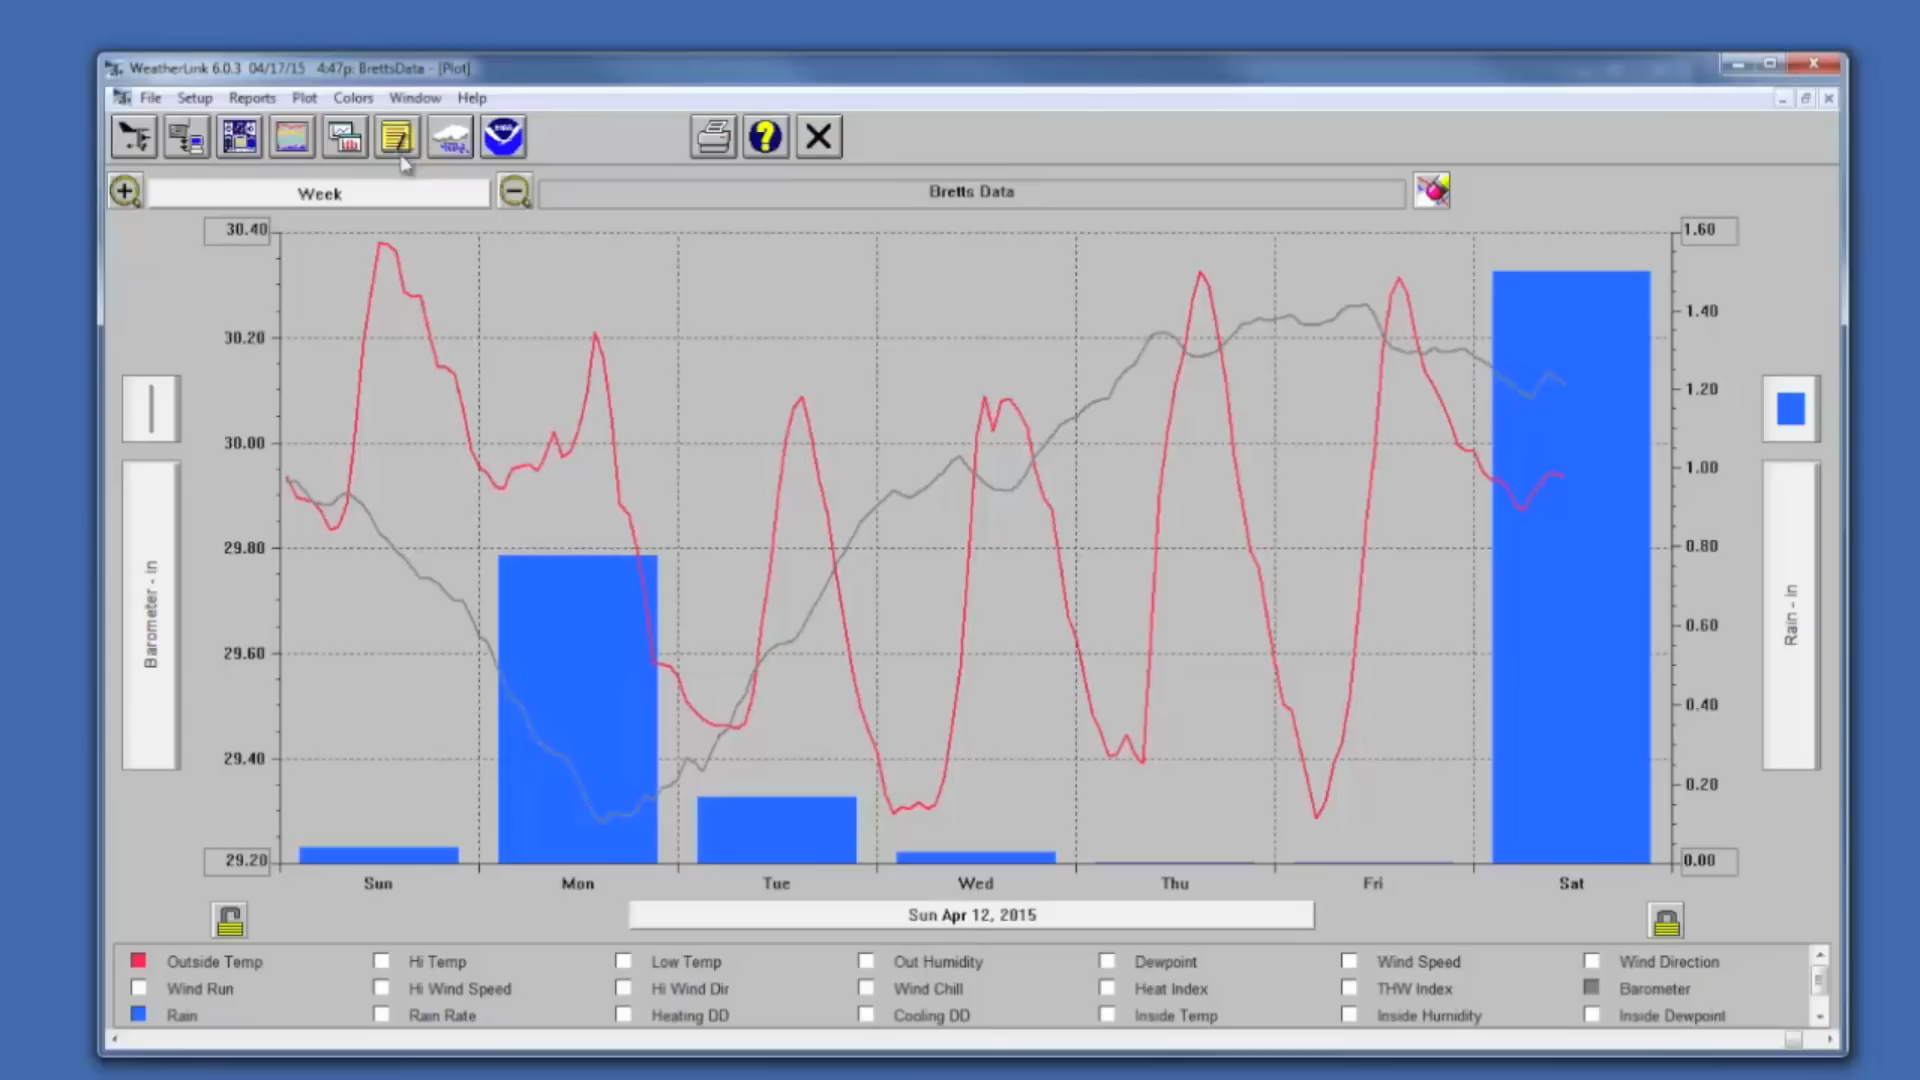 WeatherLink 6.0.3  04/17/15  4:47p: BrettsData - [Plot]
File Setup Reports Plot Colors Window Help
Week
Bretts Data
30.40
30.20
30.00
29.80
29.60
29.40
29.20
1.60
1.40
1.20
1.00
0.80
0.60
0.40
0.20
0.00
Barometer - in
Rain - in
Sun Mon Tue Wed Thu Fri Sat
Sun Apr 12, 2015
Outside Temp Hi Temp Low Temp Out Humidity Dewpoint Wind Speed Wind Direction
Wind Run Hi Wind Speed Hi Wind Dir Wind Chill Heat Index THW Index Barometer
Rain Rain Rate Heating DD Cooling DD Inside Temp Inside Humidity Inside Dewpoint